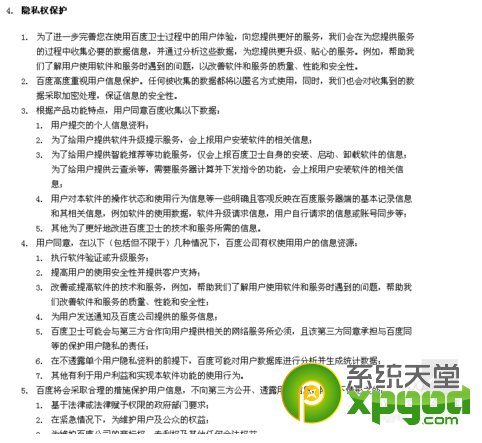 4. 隐私权保护
1. 为了进一步完善您在使用百度卫士过程中的用户体验，向您提供更好的服务，我们会在为您提供服务
的过程中收集必要的数据信息，并通过分析这些数据，为您提供更升级、贴心的服务。例如，帮助我
们了解用户使用软件和服务时遇到的问题，以改善软件和服务的质量、性能和安全性。
2. 百度高度重视用户信息保护。任何被收集的数据都将以匿名方式使用，同时，我们也会对收集到的数
据采取加密处理，保证信息的安全性。
3. 根据产品功能特点，用户同意百度收集以下数据：
1. 用户提交的个人信息资料；
2. 为了给用户提供软件升级提示服务，会上报用户安装软件的相关信息；
3. 为了给用户提供智能推荐等功能服务，仅会上报百度卫士自身的安装、启动、卸载软件的信息；
为了给用户提供云查杀等，需要服务器计算并下发指令的功能，会上报用户安装软件的相关信
息；
4. 用户对本软件的操作状态和使用行为信息等一些明确且客观反映在百度服务器端的基本记录信息
和其相关信息，例如软件的使用数据，软件升级请求信息，用户自行请求的信息或账号同步等；
5. 其他为了更好地改进百度卫士的技术和服务所需的信息。
4. 用户同意，在以下（包括但不限于）几种情况下，百度公司有权使用用户的信息资源：
1. 执行软件验证或升级服务；
2. 提高用户的使用安全性并提供客户支持；
3. 改善或提高软件的技术和服务，例如，帮助我们了解用户使用软件和服务时遇到的问题，帮助我
们改善软件和服务的质量、性能和安全性；
4. 为用户发送通知及百度公司提供的服务信息；
5. 百度卫士可能会与第三方合作向用户提供相关的网络服务所必须，且该第三方同意承担与百度同
等的保护用户隐私的责任；
6. 在不透露单个用户隐私资料的前提下，百度可能对用户数据库进行分析并生成统计数据；
7. 其他有利于用户利益和实现本软件功能的使用行为。
5. 百度将会采取合理的措施保护用户信息，不向第三方公开、透露用
1. 基于法律或法律赋予权限的政府部门要求；
2. 在紧急情况下，为维护用户及公众的权益；
系统天堂
xpgod.com